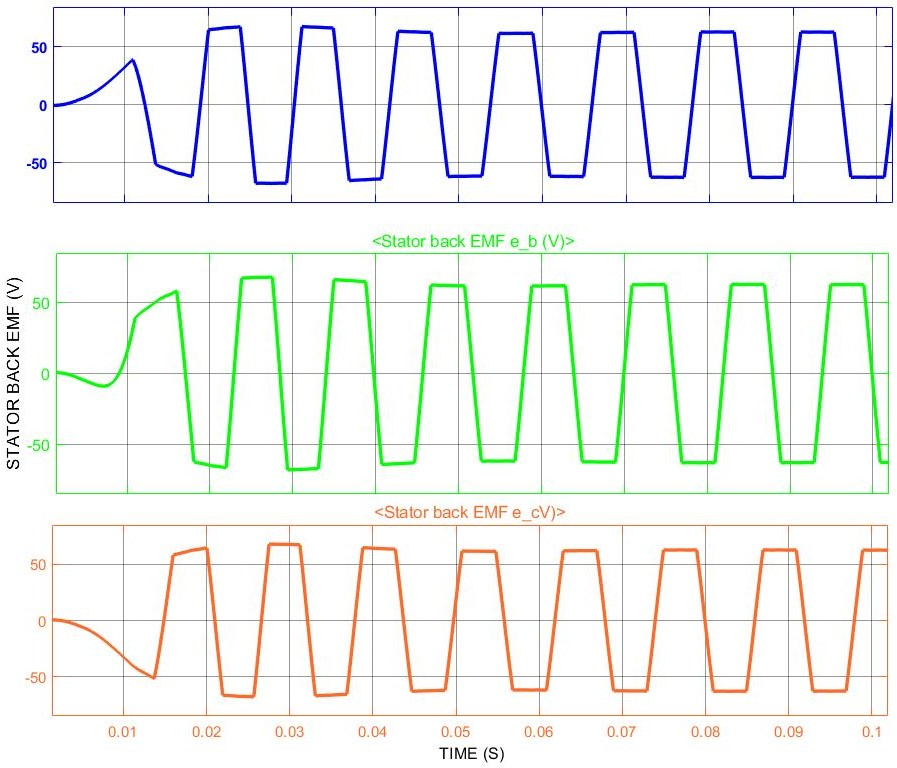 50
0
-50
<Stator back EMF e_b (V)>
STATOR BACK EMF (V)
50
0
-50
<Stator back EMF e_cV)>
50
0
-50
0.01 0.02 0.03 0.04 0.05 0.06 0.07 0.08 0.09 0.1
TIME (S)